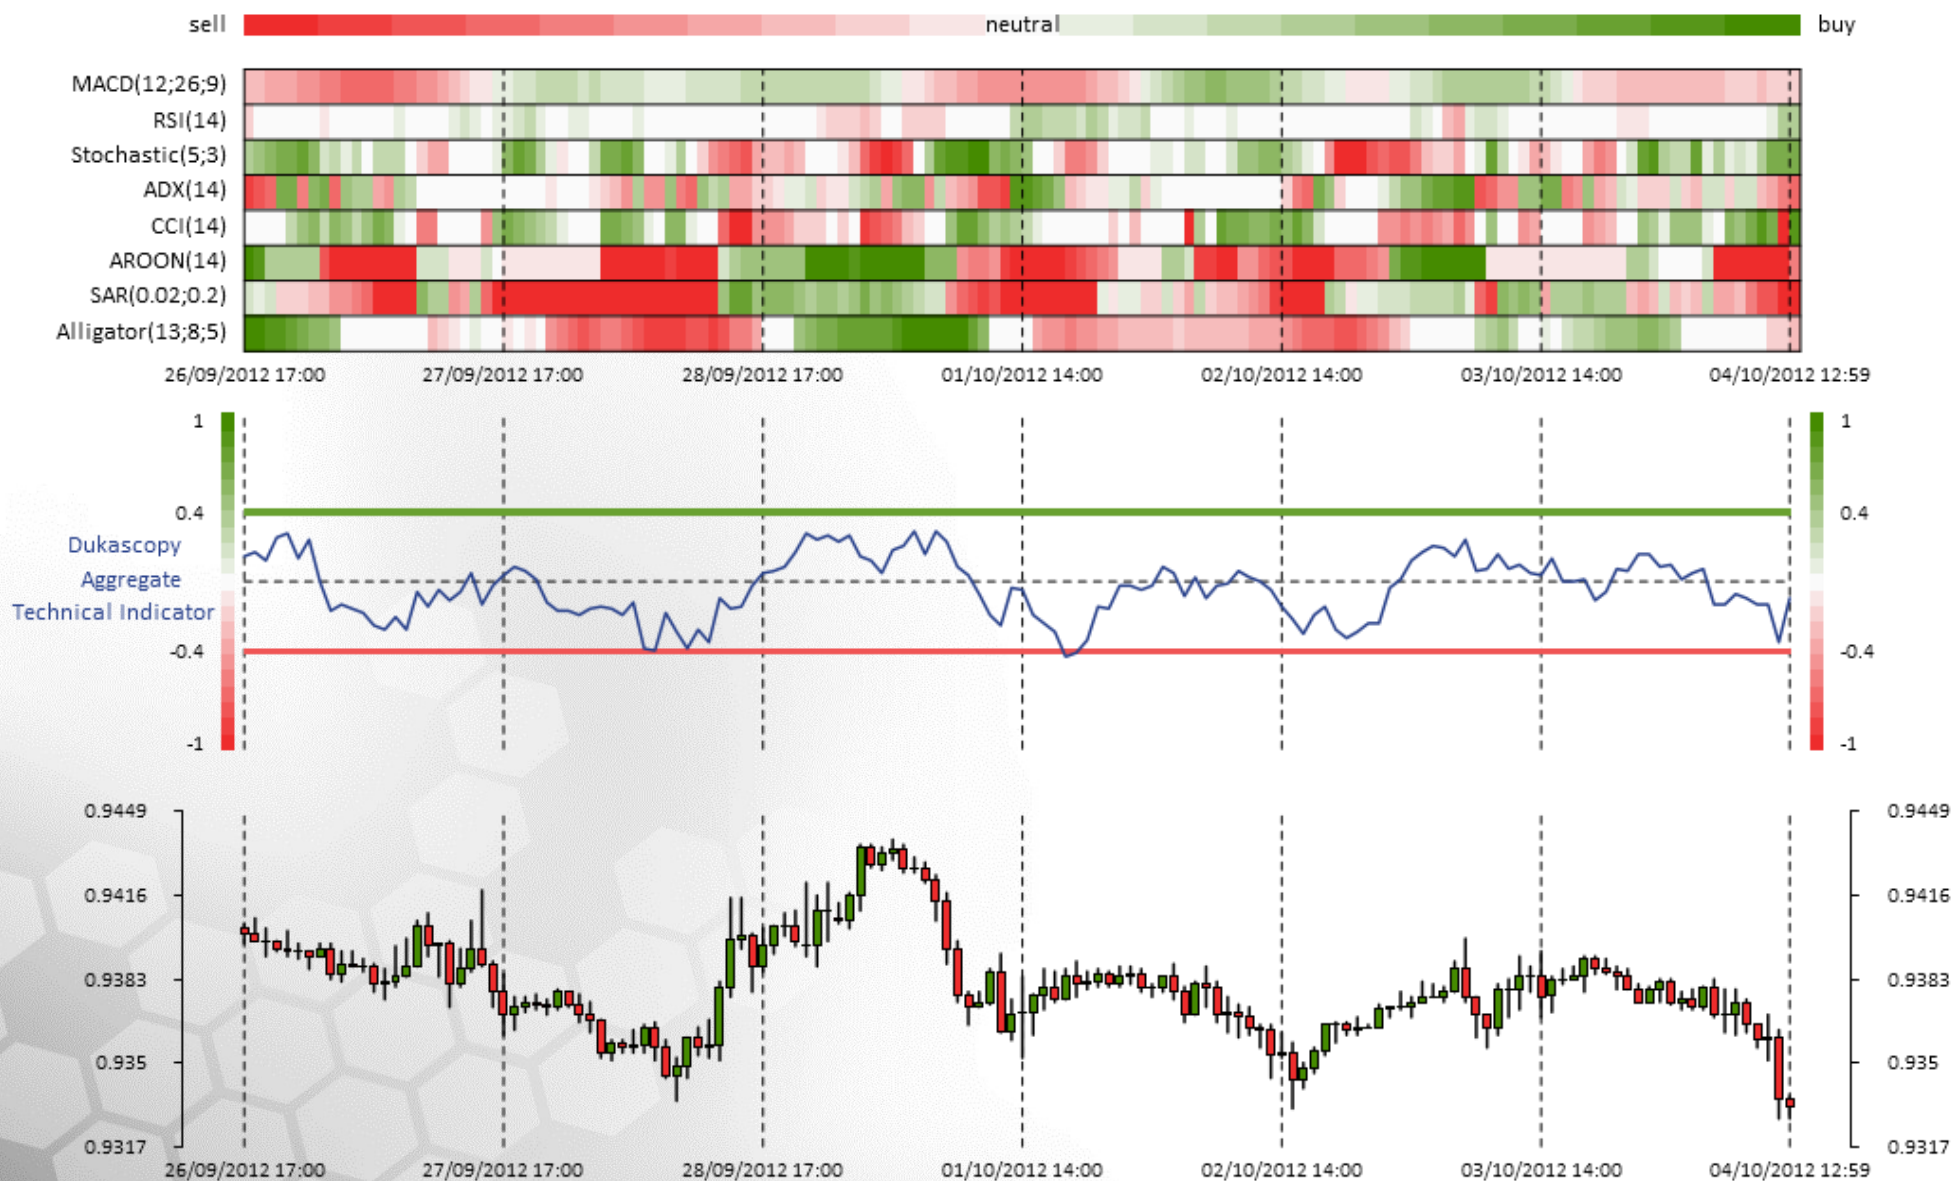 sell neutral buy
MACD(12;26;9)
RSI(14)
Stochastic(5;3)
ADX(14)
CCI(14)
AROON(14)
SAR(0.02;0.2)
Alligator(13;8;5)
26/09/2012 17:00 27/09/2012 17:00 28/09/2012 17:00 01/10/2012 14:00 02/10/2012 14:00 03/10/2012 14:00 04/10/2012 12:59
1 1
0.4 0.4
Dukascopy
Aggregate
Technical Indicator
-0.4 -0.4
-1 -1
0.9449 0.9449
0.9416 0.9416
0.9383 0.9383
0.935 0.935
0.9317 0.9317
26/09/2012 17:00 27/09/2012 17:00 28/09/2012 17:00 01/10/2012 14:00 02/10/2012 14:00 03/10/2012 14:00 04/10/2012 12:59